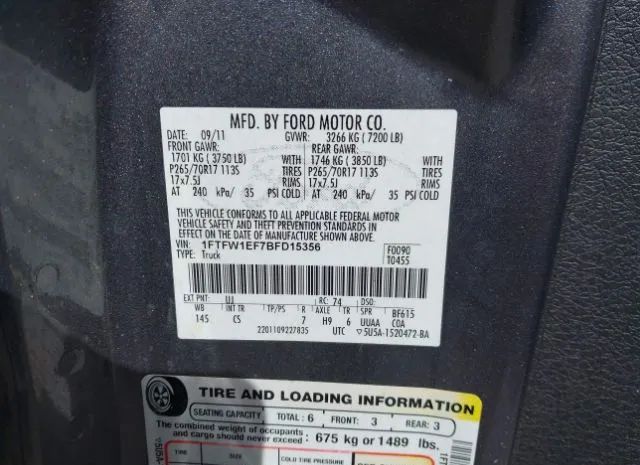 MFD. BY FORD MOTOR CO.
DATE: 09/11 GVWR: 3266 KG ( 7200 LB)
FRONT GAWR: REAR GAWR:
1701 KG ( 3750 LB) WITH 1746 KG ( 3850 LB) WITH
P265/70R17 113S TIRES P265/70R17 113S TIRES
17x7.5J RIMS 17x7.5J RIMS
AT 240 kPa/ 35 PSI COLD AT 240 kPa/ 35 PSI COLD
THIS VEHICLE CONFORMS TO ALL APPLICABLE FEDERAL MOTOR
VEHICLE SAFETY AND BUMPER STANDARDS IN
EFFECT ON THE DATE OF MANUFACTURE SHOWN ABOVE.
VIN: 1FTFW1EF7BFD15356 F0090
TYPE: Truck T0455
EXT PNT: UJ RC: 74 DSO:
WB INT TR TP/PS R AXLE TR SPR BF615
145 CS 7 H9 6 UUAA COA
2201109227835 UTC ▽5U5A-1520472-BA
TIRE AND LOADING INFORMATION
SEATING CAPACITY TOTAL: 6 FRONT: 3 REAR: 3
The combined weight of occupants
and cargo should never exceed: 675 kg or 1489 lbs.
TIRE SIZE COLD TIRE PRESSURE